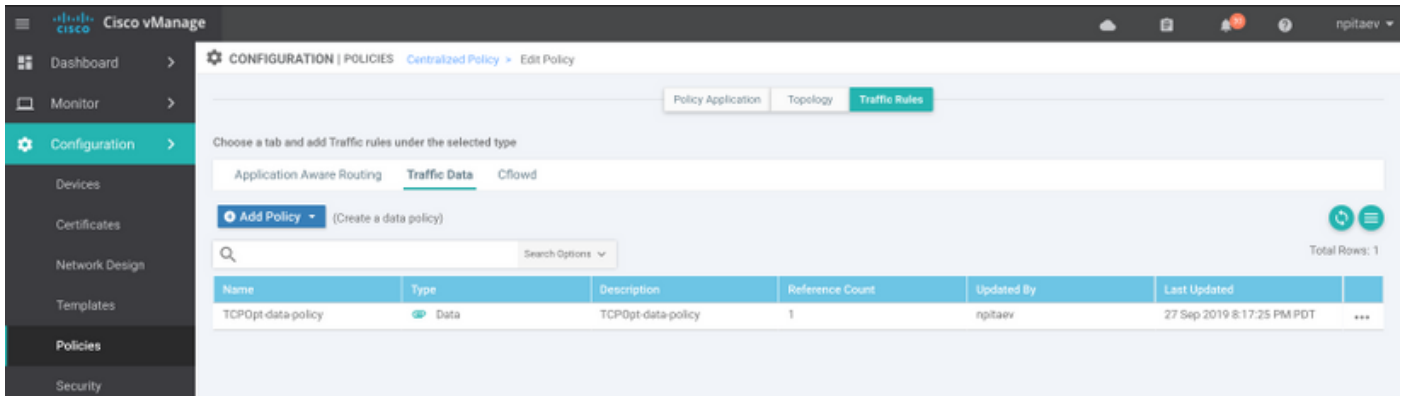 cisco Cisco vManage npitaev
Dashboard
CONFIGURATION | POLICIES Centralized Policy > Edit Policy
Monitor
Policy Application Topology Traffic Rules
Configuration
Choose a tab and add Traffic rules under the selected type
Devices
Application Aware Routing Traffic Data Cflowd
Certificates
Add Policy (Create a data policy)
Network Design
Search Options Total Rows: 1
Templates
Name Type Description Reference Count Updated By Last Updated
TCPOpt-data-policy Data TCPOpt-data-policy 1 npitaev 27 Sep 2019 8:17:25 PM PDT
Policies
Security